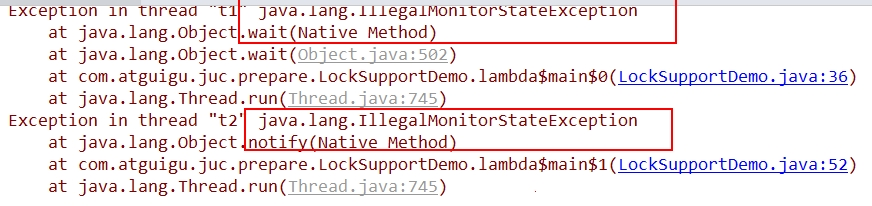 Exception in thread "t1" java.lang.IllegalMonitorStateException
at java.lang.Object.wait(Native Method)
at java.lang.Object.wait(Object.java:502)
at com.atguigu.juc.prepare.LockSupportDemo.lambda$main$0(LockSupportDemo.java:36)
at java.lang.Thread.run(Thread.java:745)
Exception in thread "t2" java.lang.IllegalMonitorStateException
at java.lang.Object.notify(Native Method)
at com.atguigu.juc.prepare.LockSupportDemo.lambda$main$1(LockSupportDemo.java:52)
at java.lang.Thread.run(Thread.java:745)